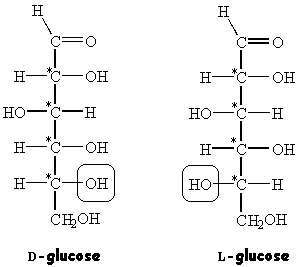 H
C=O
H-C*-OH
HO-C*-H
H-C*-OH
H-C*-OH
CH₂OH
D-glucose
H
C=O
H-C*-OH
HO-C*-H
H-C*-OH
HO-C*-H
CH₂OH
L-glucose